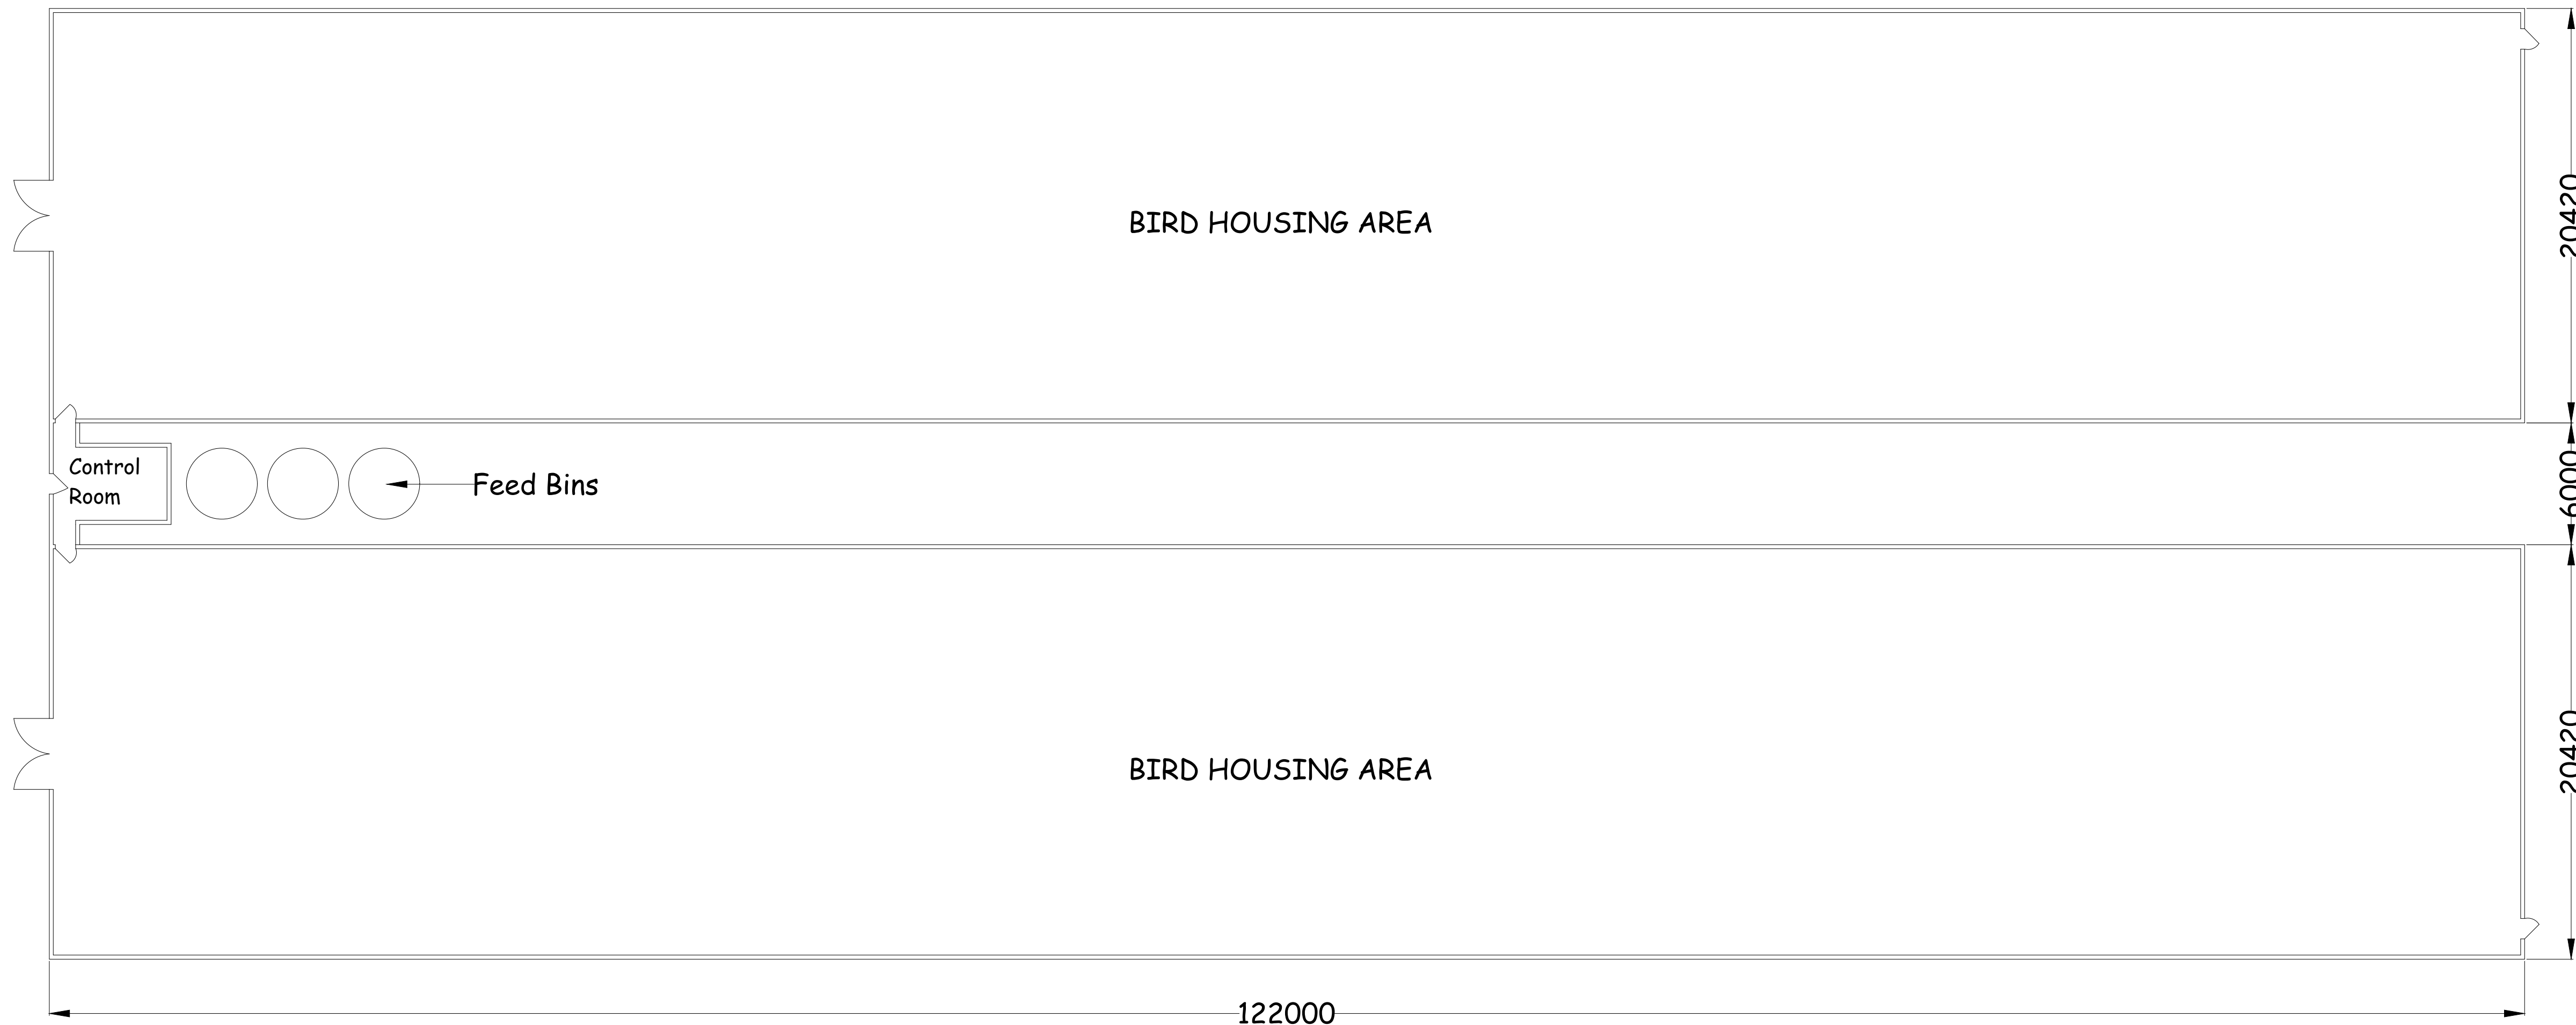 BIRD HOUSING AREA
20420
Control
Room
Feed Bins
6000
BIRD HOUSING AREA
20420
122000